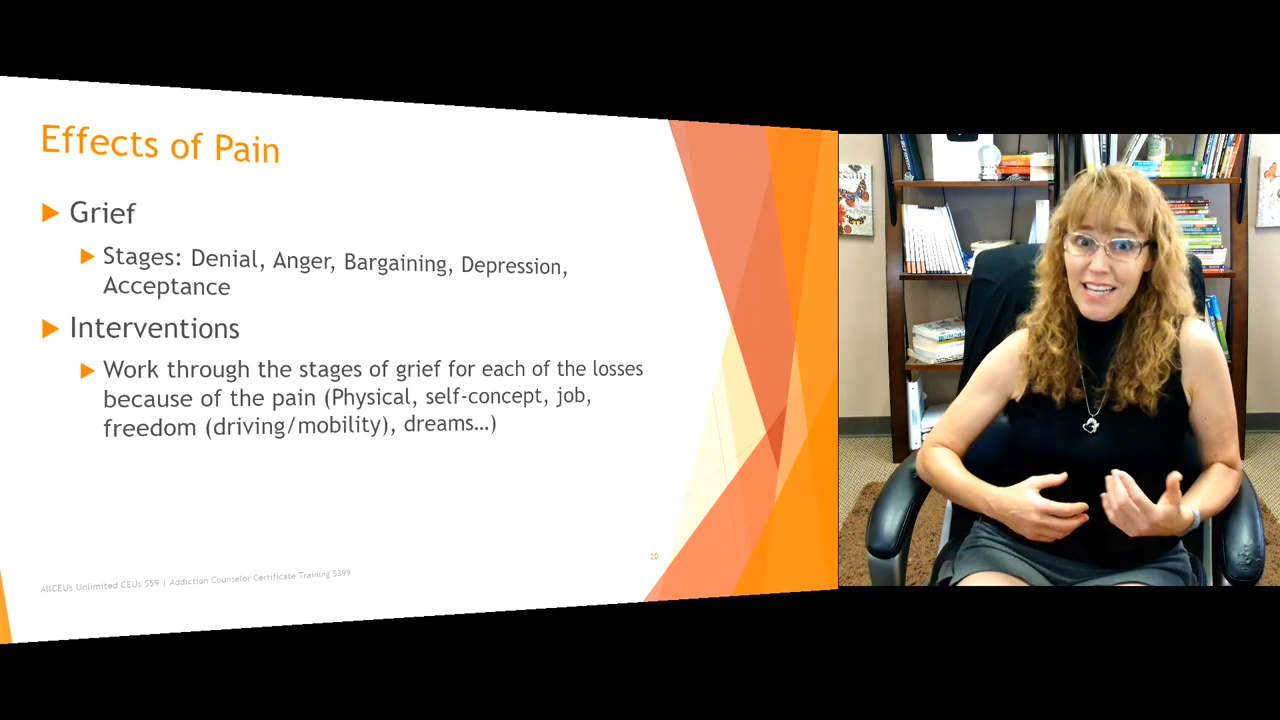 Effects of Pain
Grief
Stages: Denial, Anger, Bargaining, Depression,
Acceptance
Interventions
Work through the stages of grief for each of the losses
because of the pain (Physical, self-concept, job,
freedom (driving/mobility), dreams…)
20
AllCEUs Unlimited CEUs $59 | Addiction Counselor Certificate Training $399